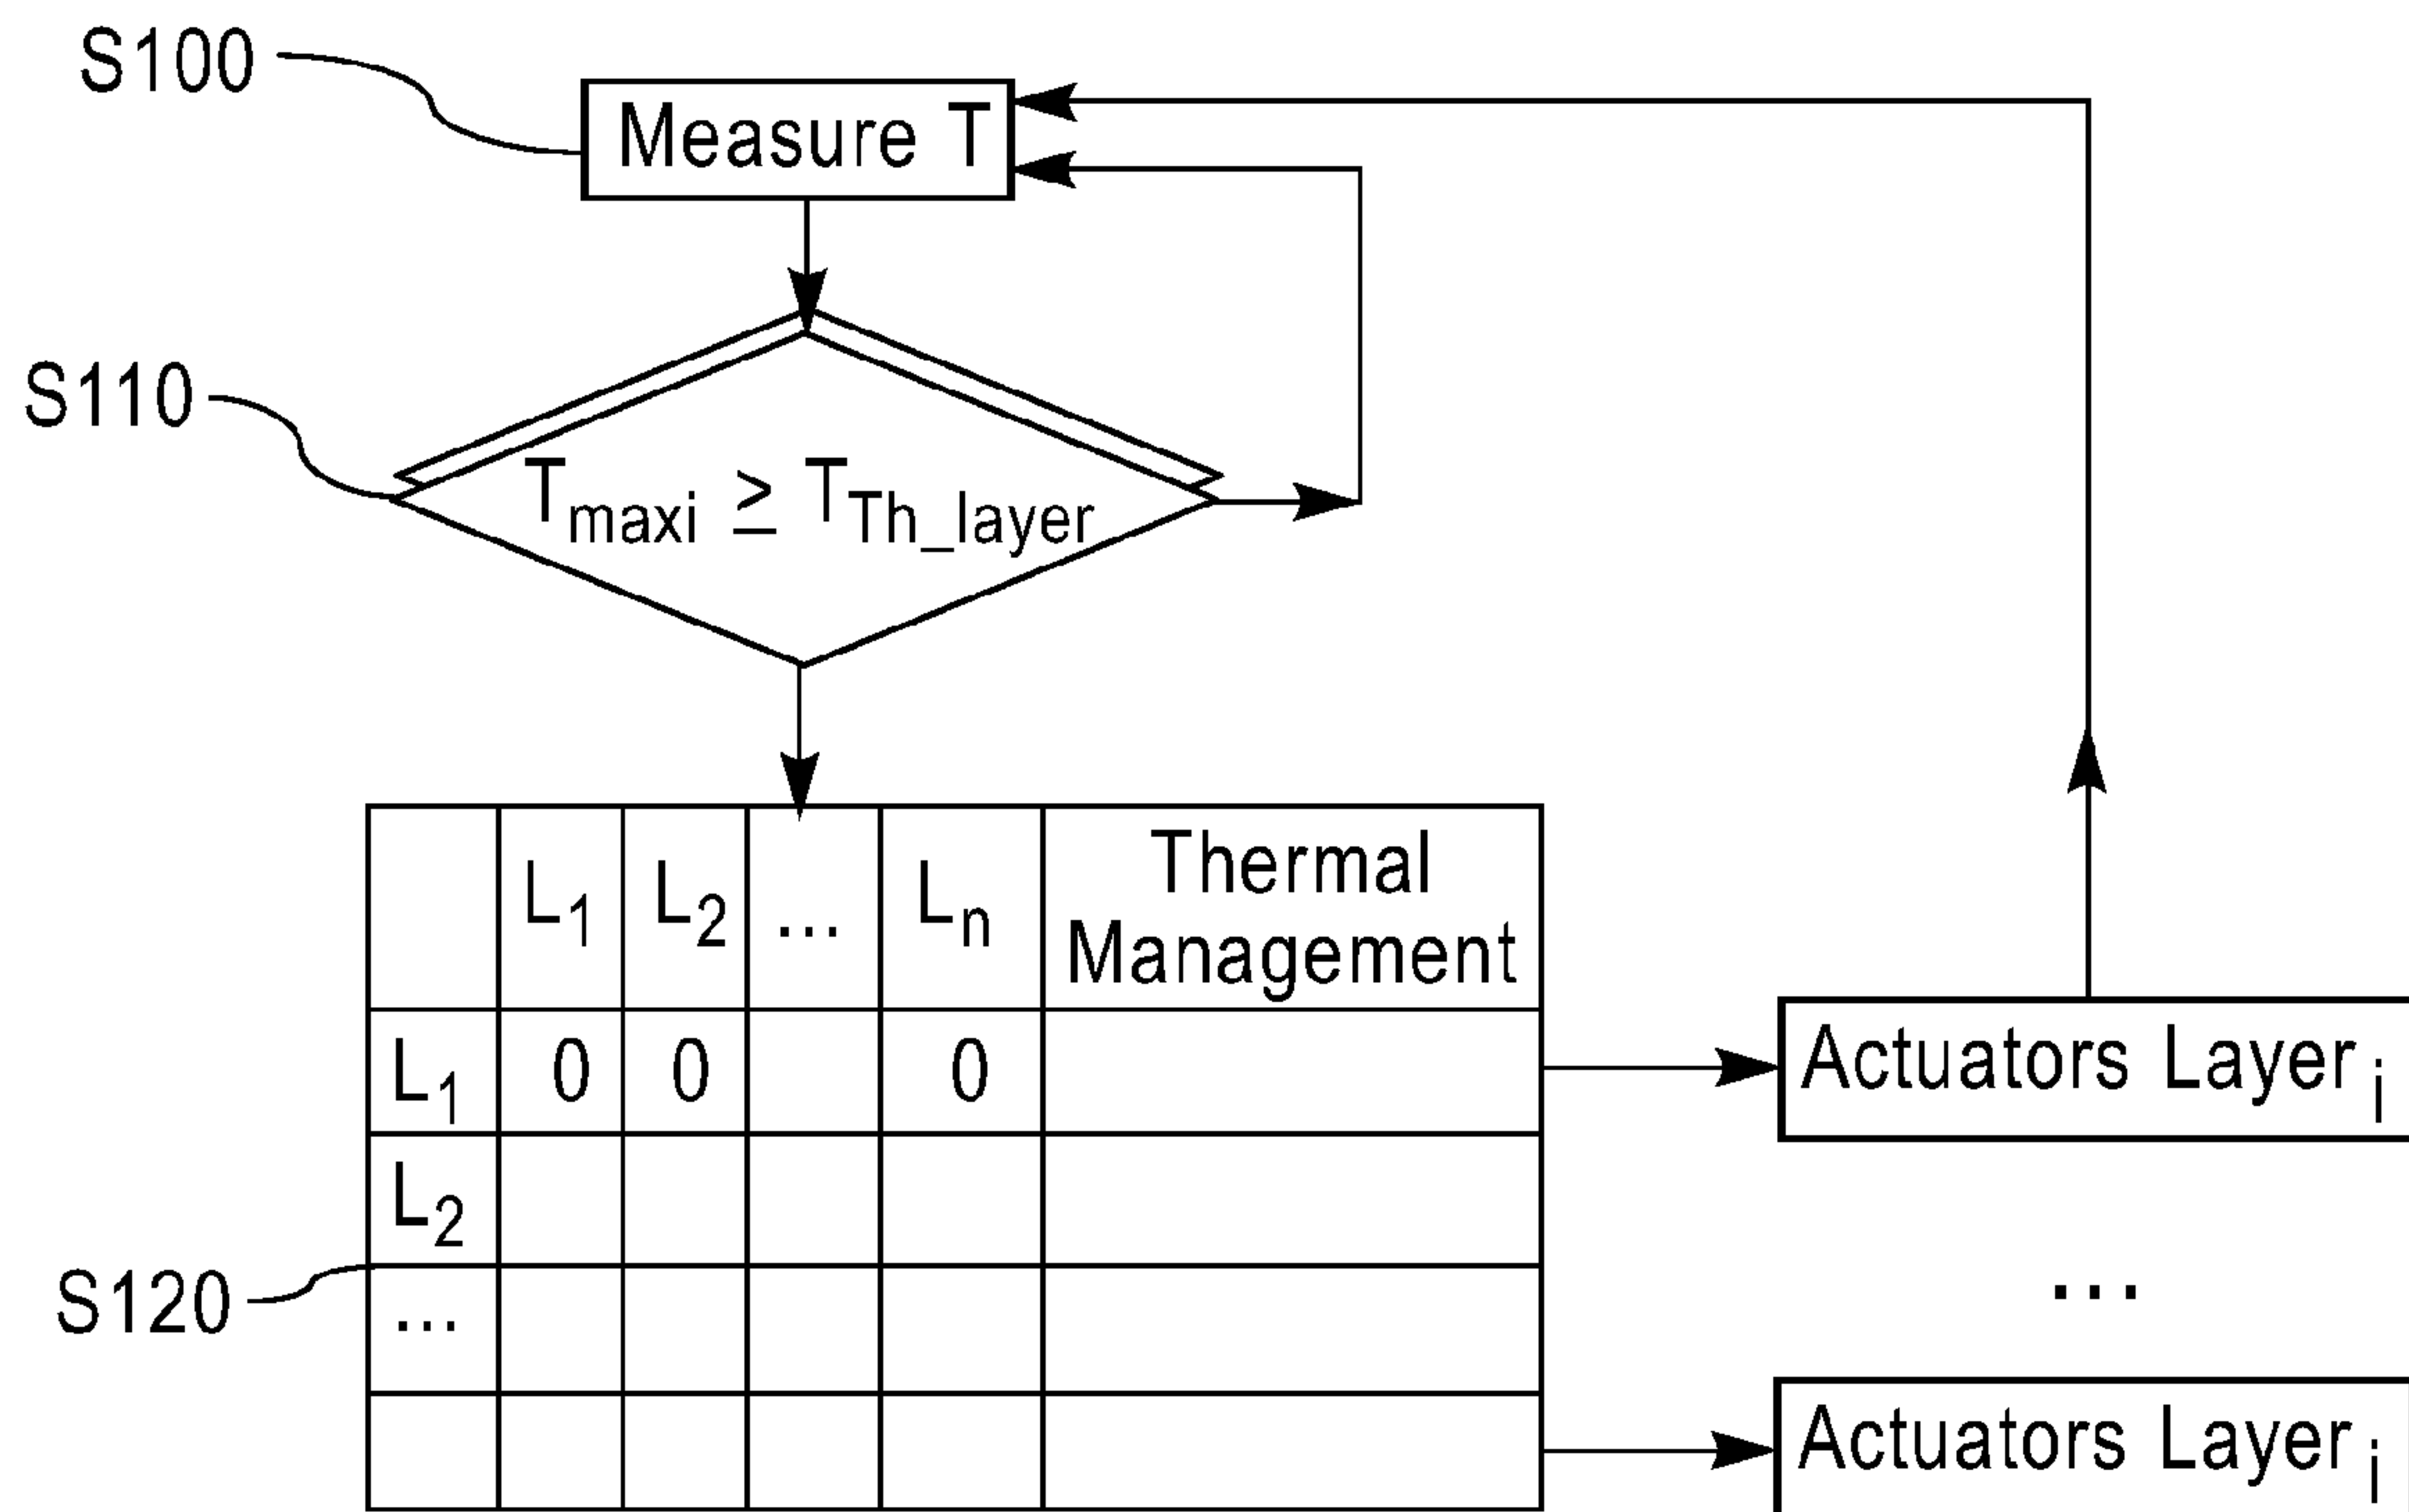 S100
Measure T
S110
Tmaxi ≥ TTh_layer
L1 L2 ... Ln Thermal Management
L1 0 0 0
L2
S120
...
Actuators Layer i
...
Actuators Layer i